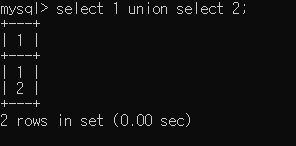 mysql> select 1 union select 2;
+---+
| 1 |
+---+
| 1 |
| 2 |
+---+
2 rows in set (0.00 sec)